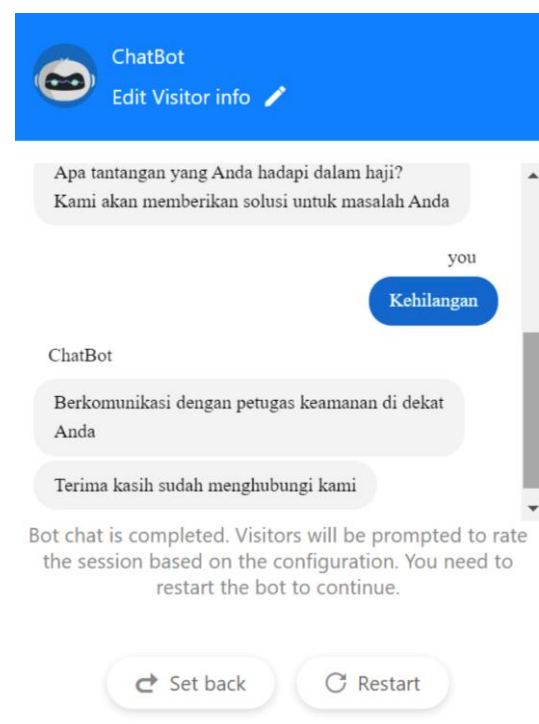 ChatBot
Edit Visitor info
Apa tantangan yang Anda hadapi dalam haji?
Kami akan memberikan solusi untuk masalah Anda
you
Kehilangan
ChatBot
Berkomunikasi dengan petugas keamanan di dekat
Anda
Terima kasih sudah menghubungi kami
Bot chat is completed. Visitors will be prompted to rate
the session based on the configuration. You need to
restart the bot to continue.
Set back
Restart